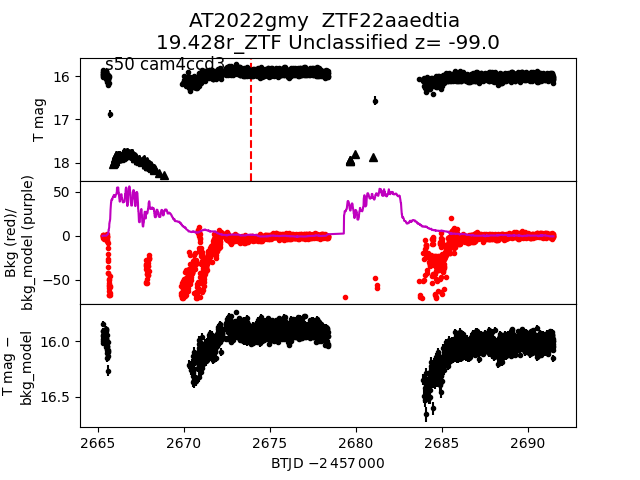 AT2022gmy  ZTF22aaedtia
19.428r_ZTF Unclassified z= -99.0
s50 cam4ccd3
T mag
16
17
18
Bkg (red)/
bkg_model (purple)
50
0
−50
T mag −
bkg_model
16.0
16.5
2665
2670
2675
2680
2685
2690
BTJD −2 457 000